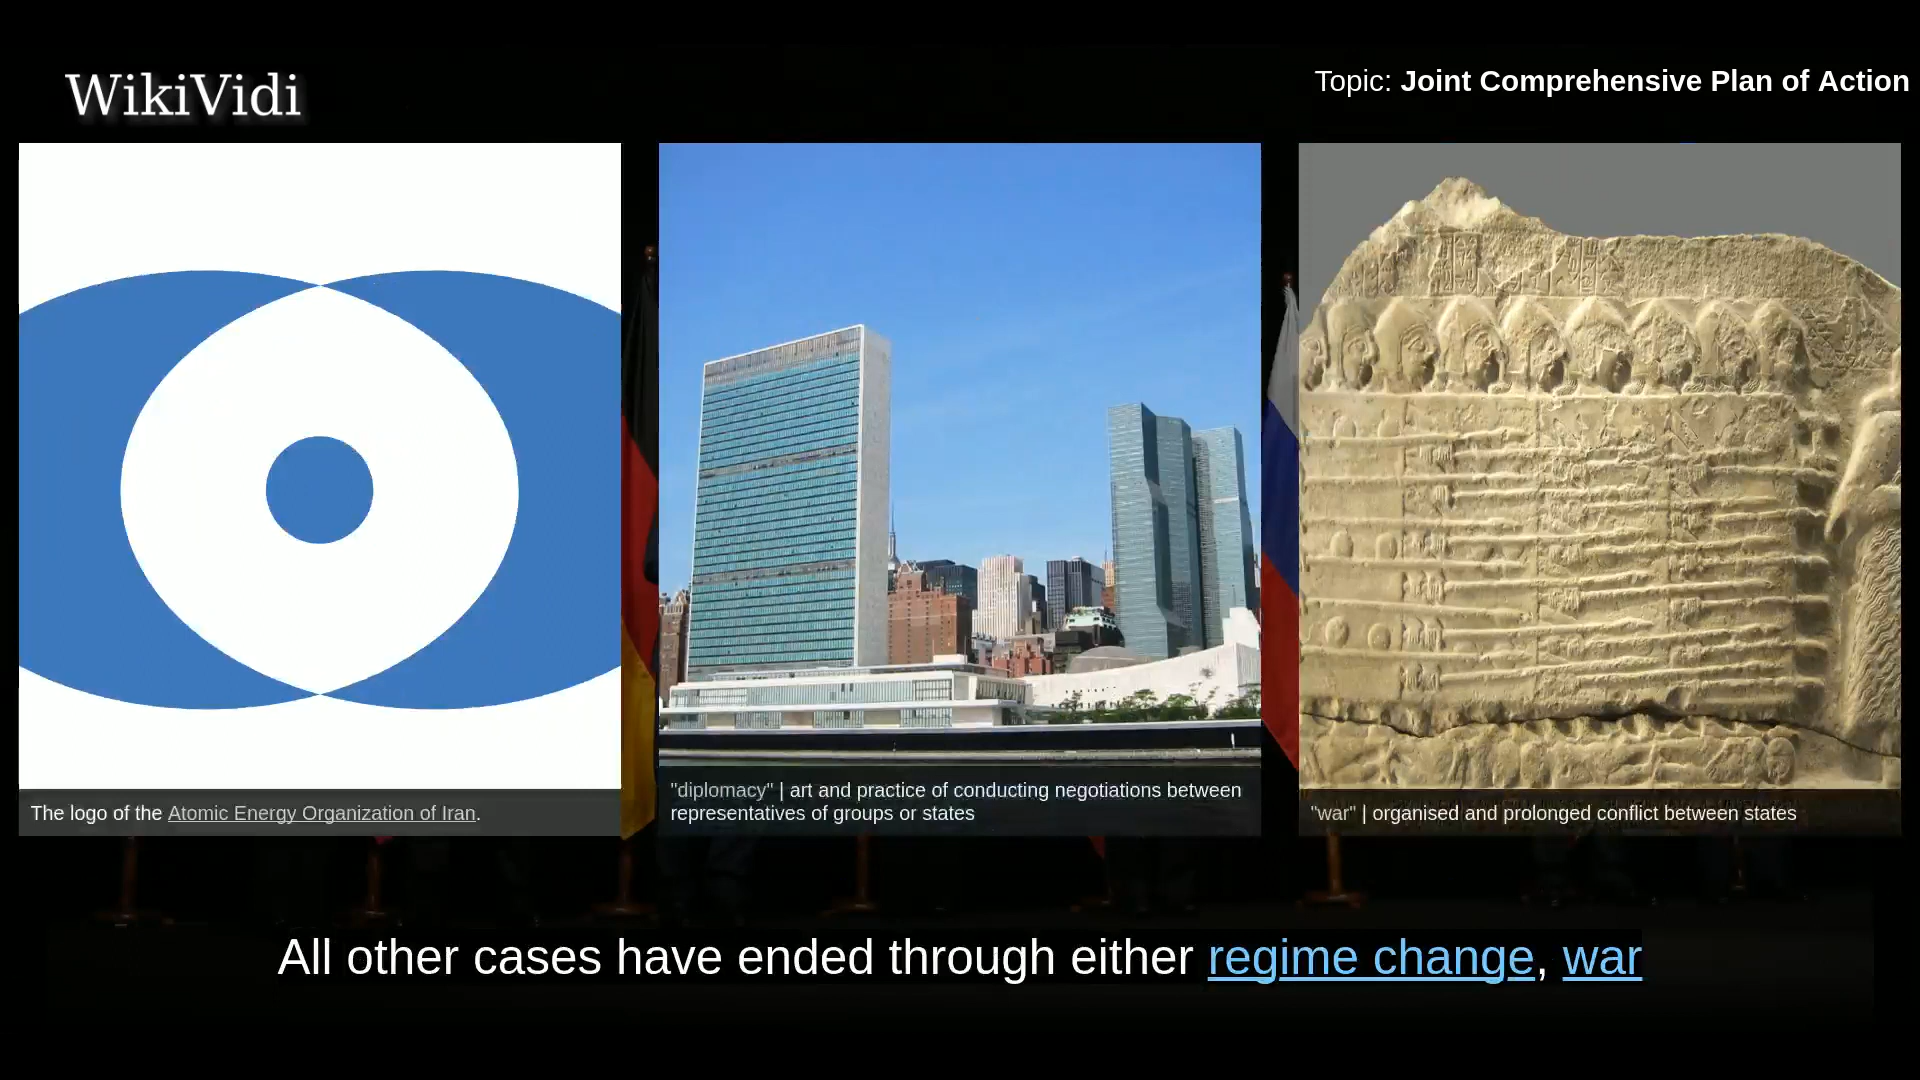 WikiVidi
Topic: Joint Comprehensive Plan of Action
The logo of the Atomic Energy Organization of Iran.
"diplomacy" | art and practice of conducting negotiations between
representatives of groups or states
"war" | organised and prolonged conflict between states
All other cases have ended through either regime change, war